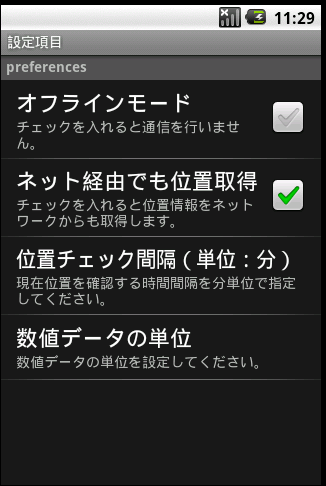 11:29
設定項目
preferences
オフラインモード
チェックを入れると通信を行いませ
ん。
ネット経由でも位置取得
チェックを入れると位置情報をネット
ワークからも取得します。
位置チェック間隔（単位：分）
現在位置を確認する時間間隔を分単位で指定
してください。
数値データの単位
数値データの単位を設定してください。